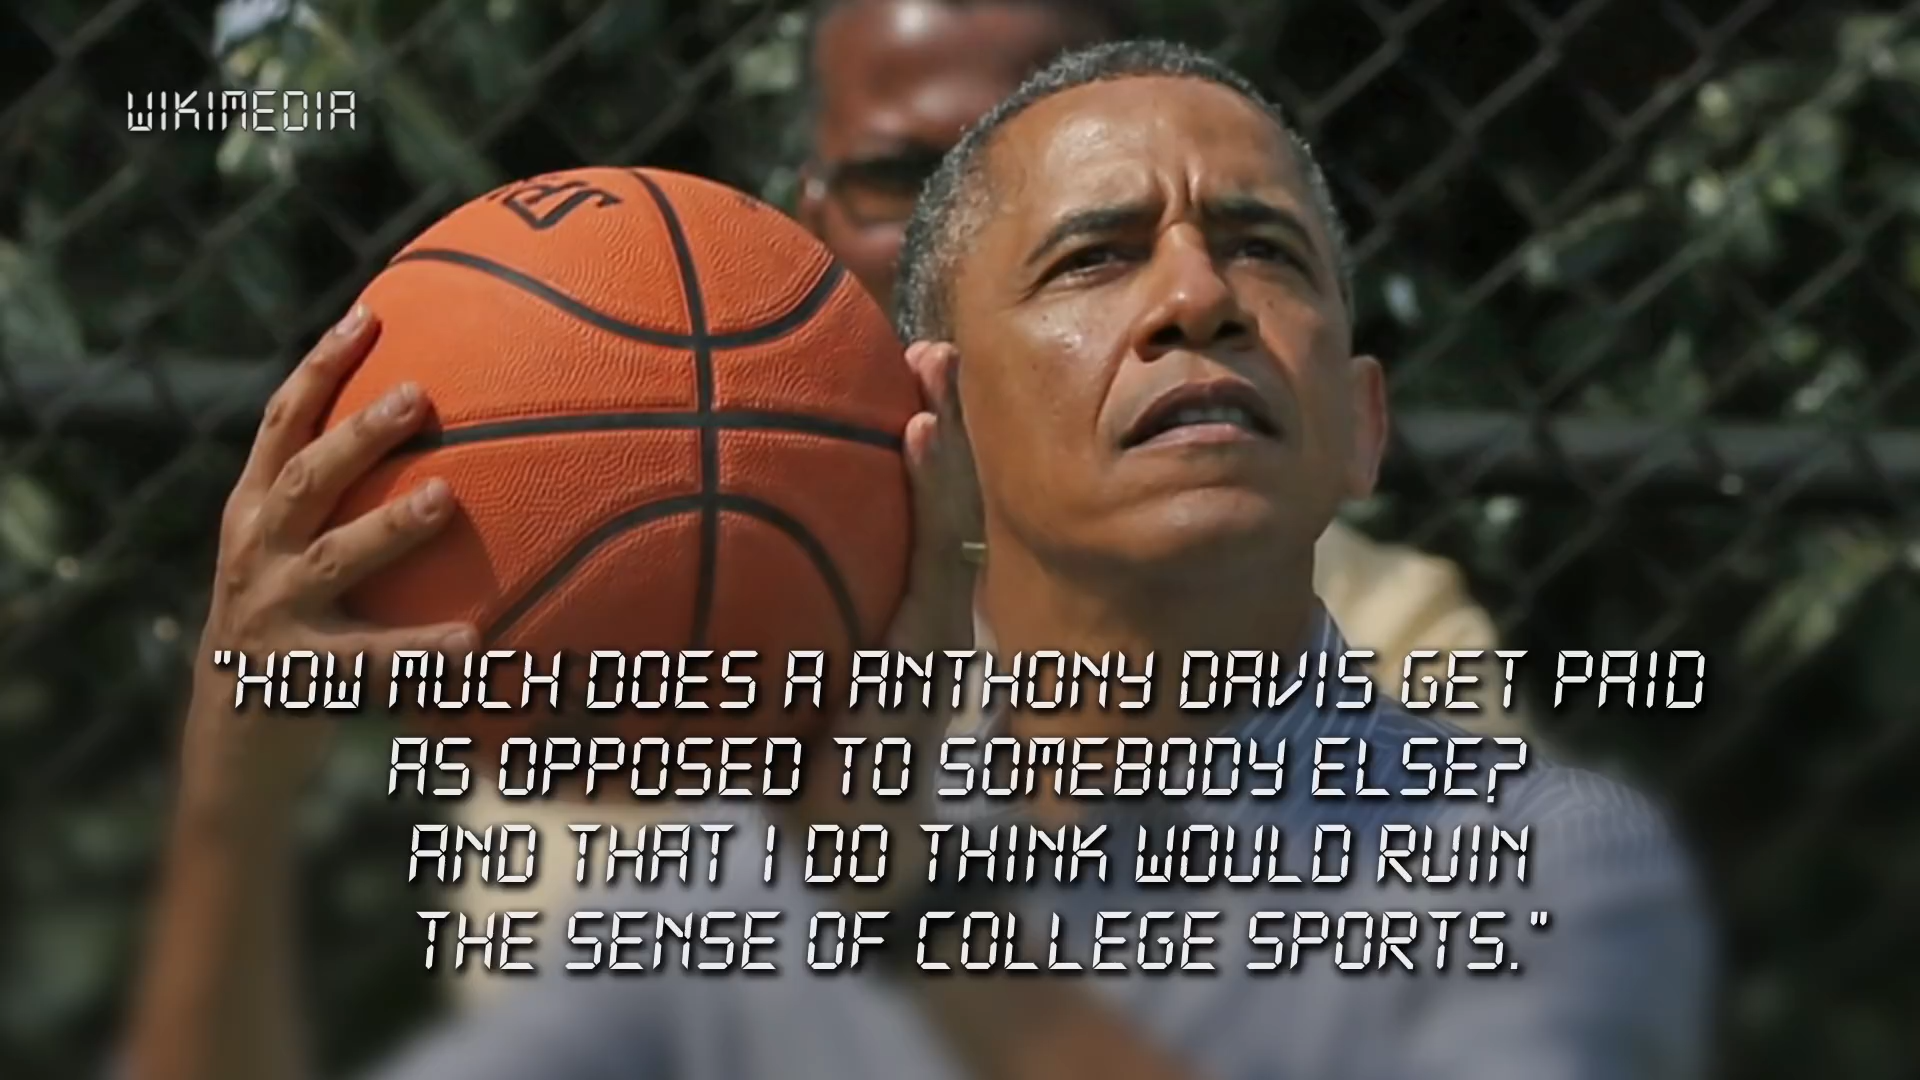 WIKIMEDIA
"HOW MUCH DOES A ANTHONY DAVIS GET PAID
AS OPPOSED TO SOMEBODY ELSE?
AND THAT I DO THINK WOULD RUIN
THE SENSE OF COLLEGE SPORTS."